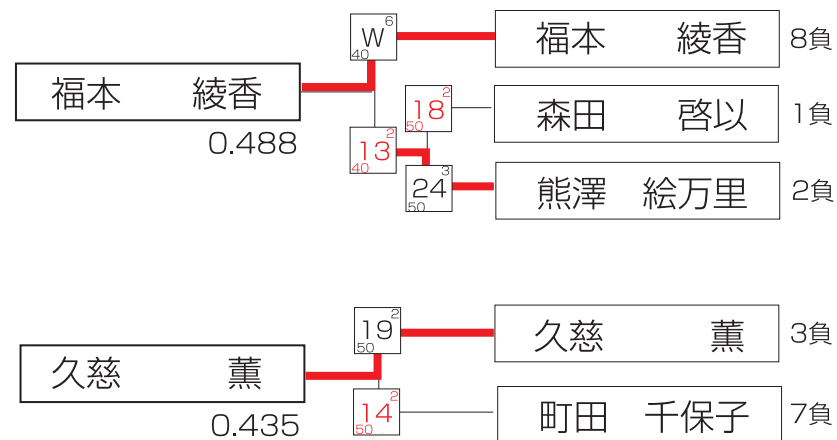 W 6 40
福本 綾香 8負
福本 綾香
0.488
18 2 50
森田 啓以 1負
13 2 40
24 3 50
熊澤 絵万里 2負
19 2 50
久慈 薫 3負
久慈 薫
0.435
14 2 50
町田 千保子 7負